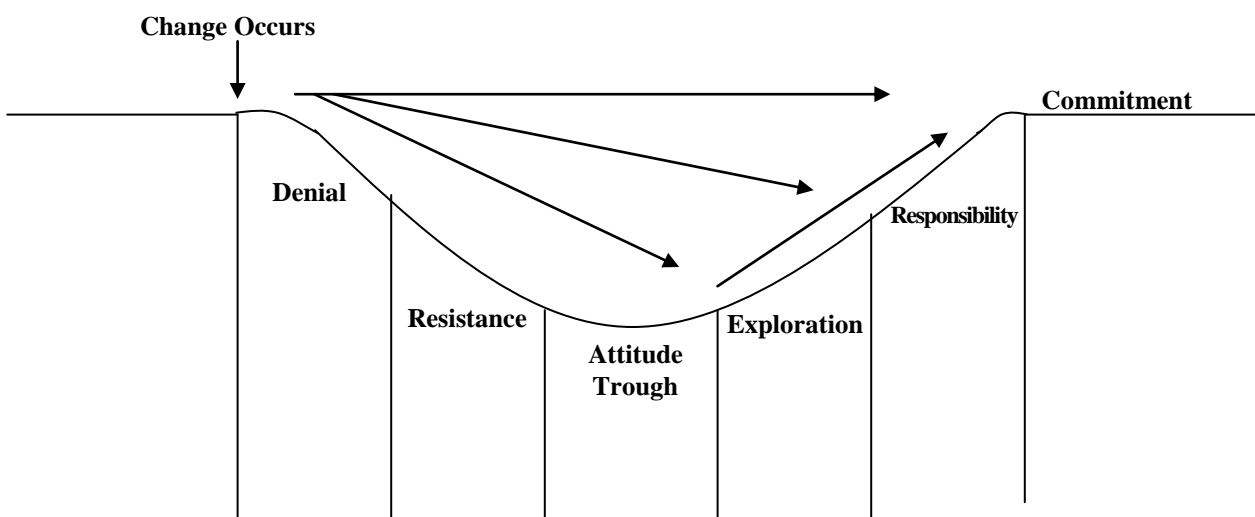 Change Occurs
Commitment
Denial
Responsibility
Resistance
Exploration
Attitude
Trough